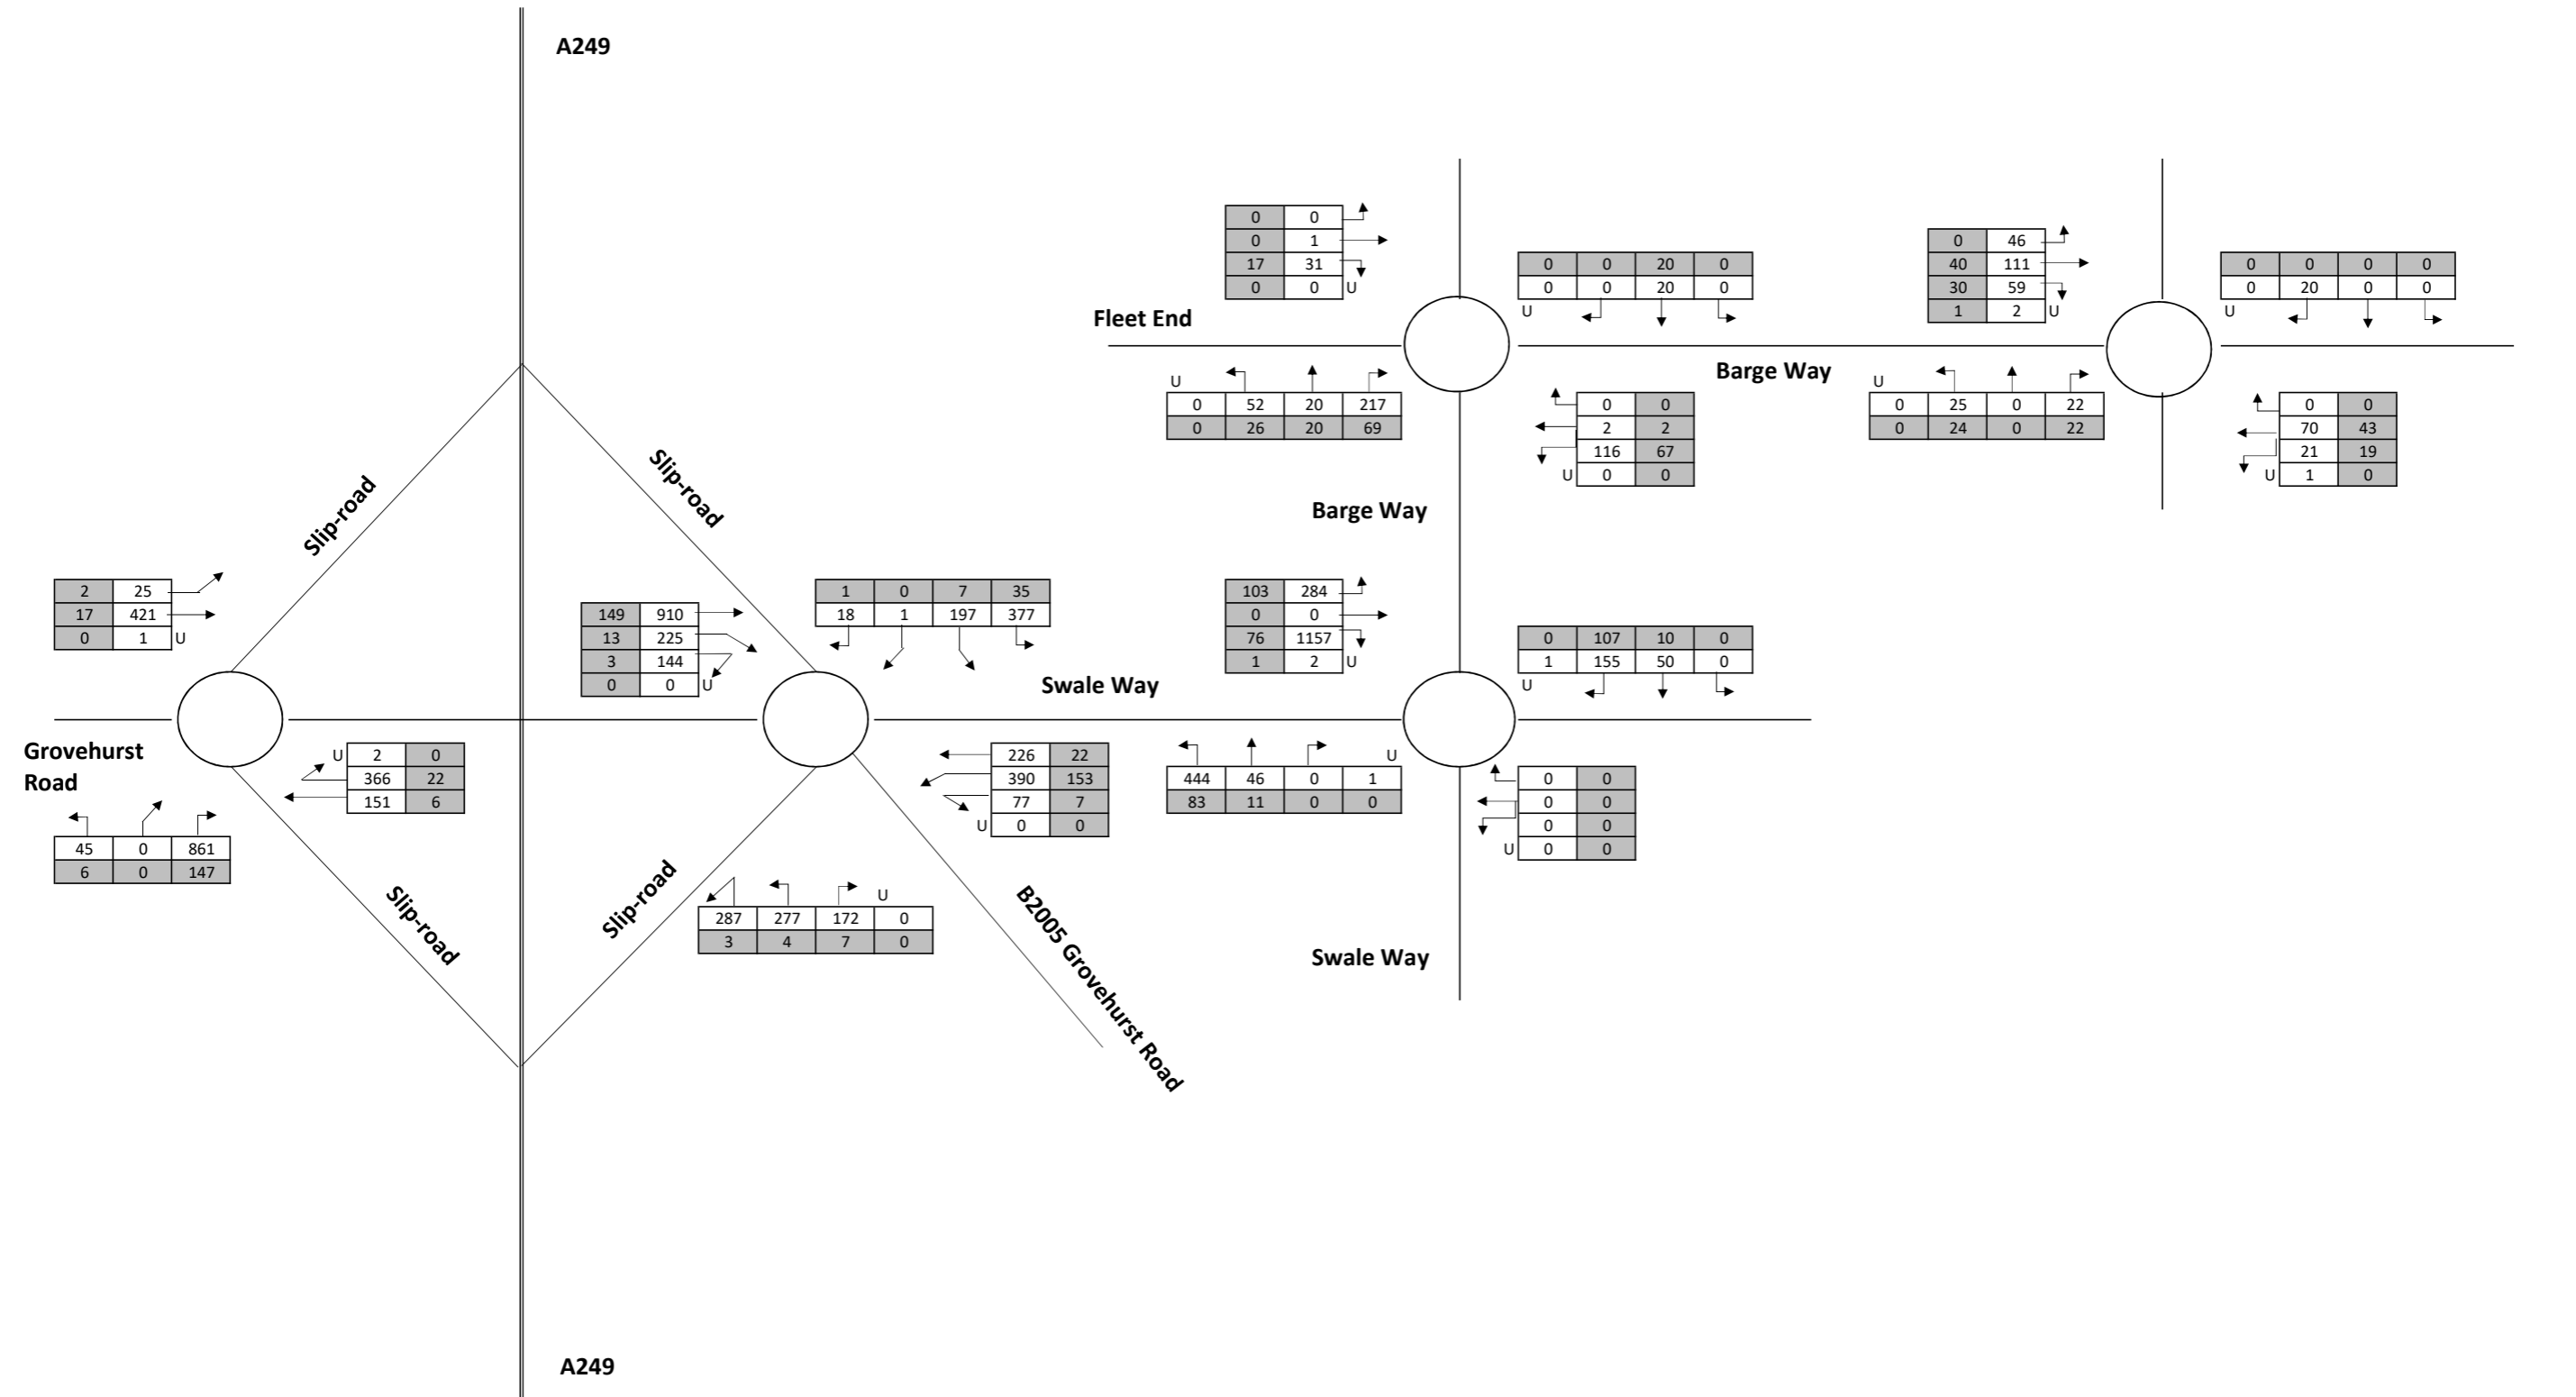 A249
0 0
0 1
17 31
0 0 U
0 0 20 0
0 0 20 0
U
Fleet End
U
0 52 20 217
0 26 20 69
0 0
2 2
116 67
U 0 0
Barge Way
0 46
40 111
30 59
1 2 U
0 0 0 0
0 20 0 0
U
Barge Way
U
0 25 0 22
0 24 0 22
0 0
70 43
21 19
U 1 0
Slip-road
Slip-road
2 25
17 421
0 1 U
149 910
13 225
3 144
0 0 U
1 0 7 35
18 1 197 377
Swale Way
103 284
0 0
76 1157
1 2 U
0 107 10 0
1 155 50 0
U
Grovehurst
Road
U 2 0
366 22
151 6
45 0 861
6 0 147
226 22
390 153
77 7
U 0 0
U
444 46 0 1
83 11 0 0
0 0
0 0
0 0
U 0 0
Slip-road
Slip-road
U
287 277 172 0
3 4 7 0
B2005 Grovehurst Road
Swale Way
A249